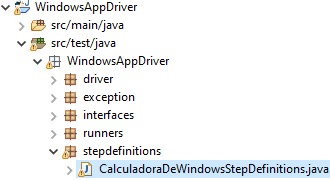 WindowsAppDriver
src/main/java
src/test/java
WindowsAppDriver
driver
exception
interfaces
runners
stepdefinitions
CalculadoraDeWindowsStepDefinitions.java